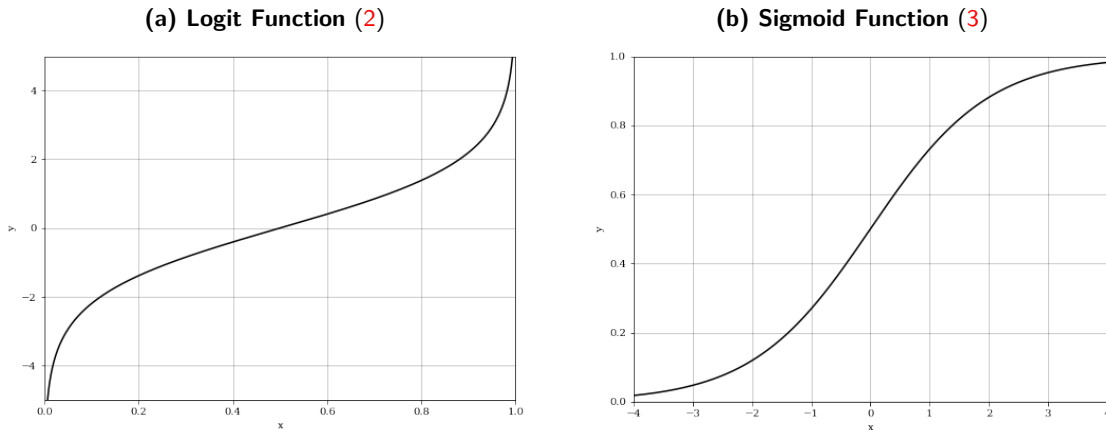 (a) Logit Function (2)
4
2
0
−2
−4
y
0.0 0.2 0.4 0.6 0.8 1.0
x
(b) Sigmoid Function (3)
1.0
0.8
0.6
0.4
0.2
0.0
y
−4 −3 −2 −1 0 1 2 3
x